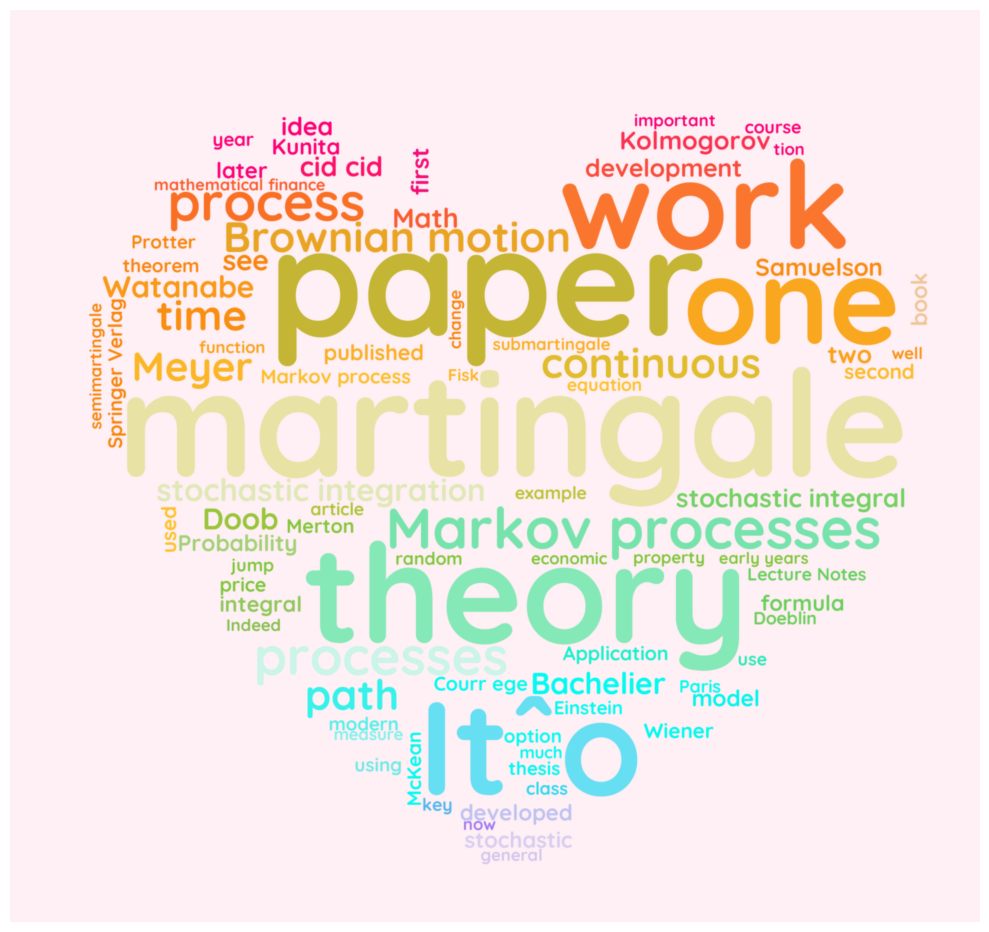 important
idea
course
year
Kolmogorov
Kunita
tion
cid cid
development
later
first
mathematical finance
process
work
Math
Brownian motion
Protter
see
theorem
Samuelson
paper
one
Watanabe
book
time
change
submartingale
function
published
continuous
two
well
Meyer
Markov process
Fisk
second
equation
semimartingale
Springer Verlag
martingale
stochastic integration
example
stochastic integral
article
used
Doob
Merton
Markov processes
Probability
random
economic
property
early years
jump
Lecture Notes
price
theory
integral
formula
Indeed
Doeblin
processes
Application
use
Courr ege
Bachelier
Paris
path
model
Einstein
modern
Wiener
measure
option
Itˆo
much
using
McKean
thesis
class
key
developed
now
stochastic
general